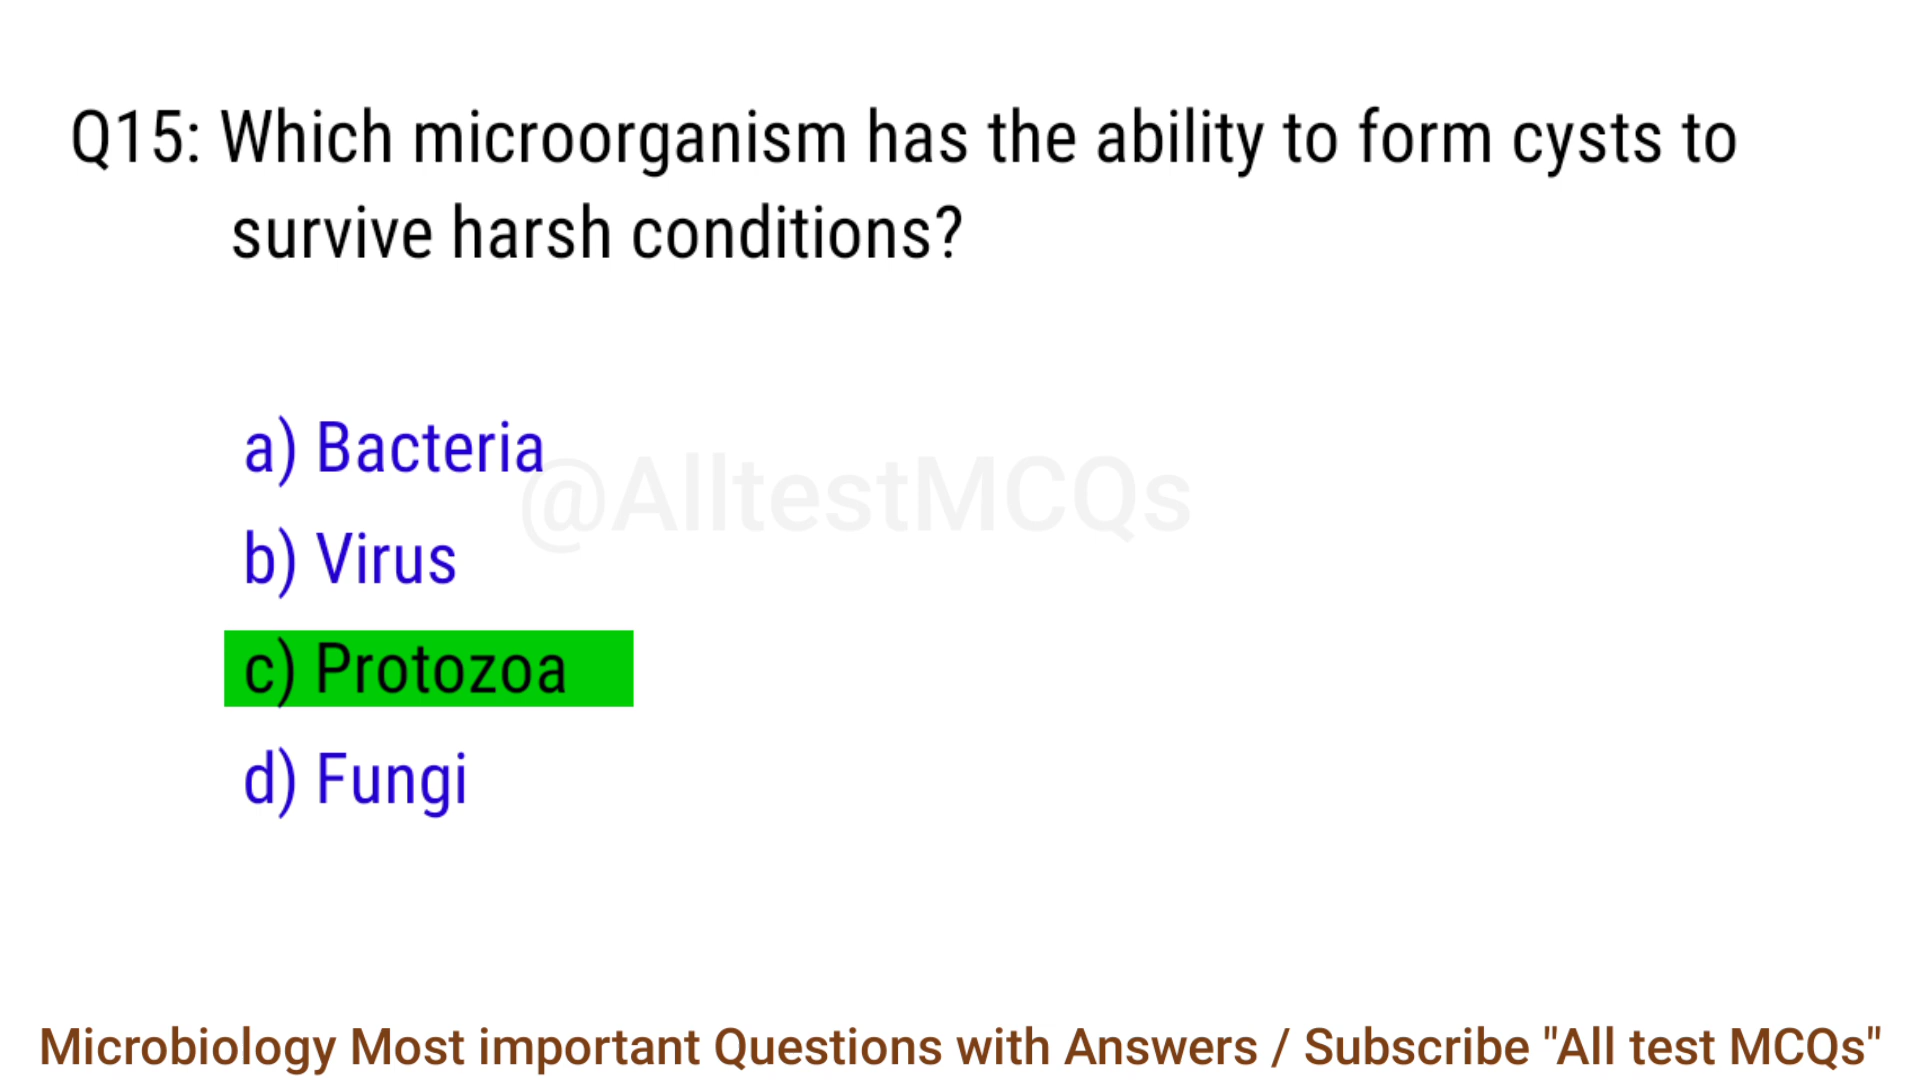 Q15: Which microorganism has the ability to form cysts to
survive harsh conditions?
a) Bacteria
@AlltestMCQs
b) Virus
c) Protozoa
d) Fungi
Microbiology Most important Questions with Answers / Subscribe "All test MCQs"